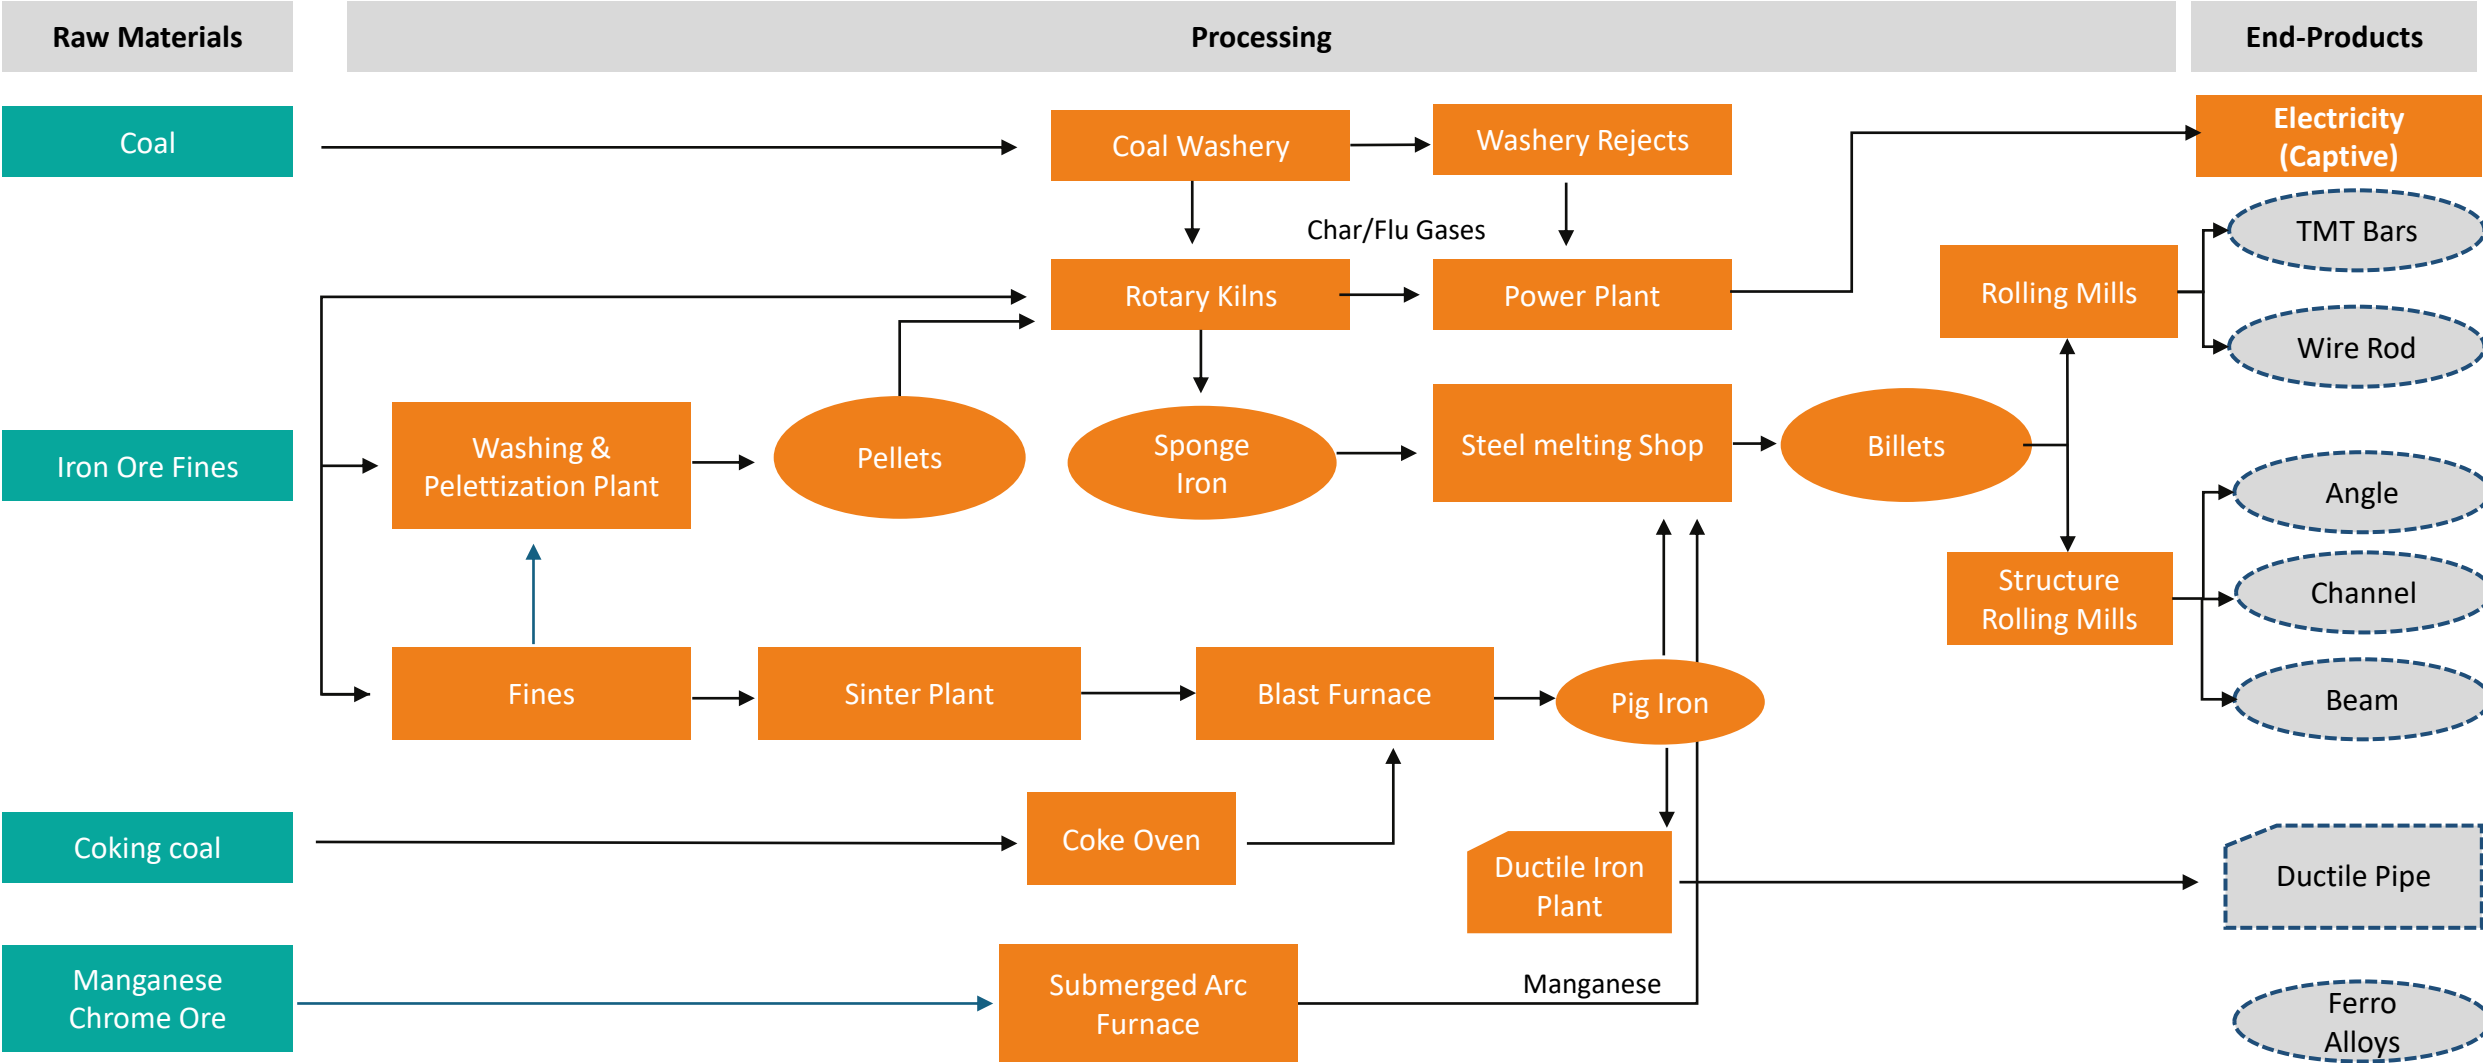 Raw Materials
Processing
End-Products
Coal
Coal Washery
Washery Rejects
Electricity
(Captive)
Char/Flu Gases
TMT Bars
Rotary Kilns
Power Plant
Rolling Mills
Wire Rod
Iron Ore Fines
Washing &
Pelettization Plant
Pellets
Sponge
Iron
Steel melting Shop
Billets
Angle
Structure
Rolling Mills
Channel
Fines
Sinter Plant
Blast Furnace
Pig Iron
Beam
Coking coal
Coke Oven
Ductile Iron
Plant
Ductile Pipe
Manganese
Chrome Ore
Submerged Arc
Furnace
Manganese
Ferro
Alloys